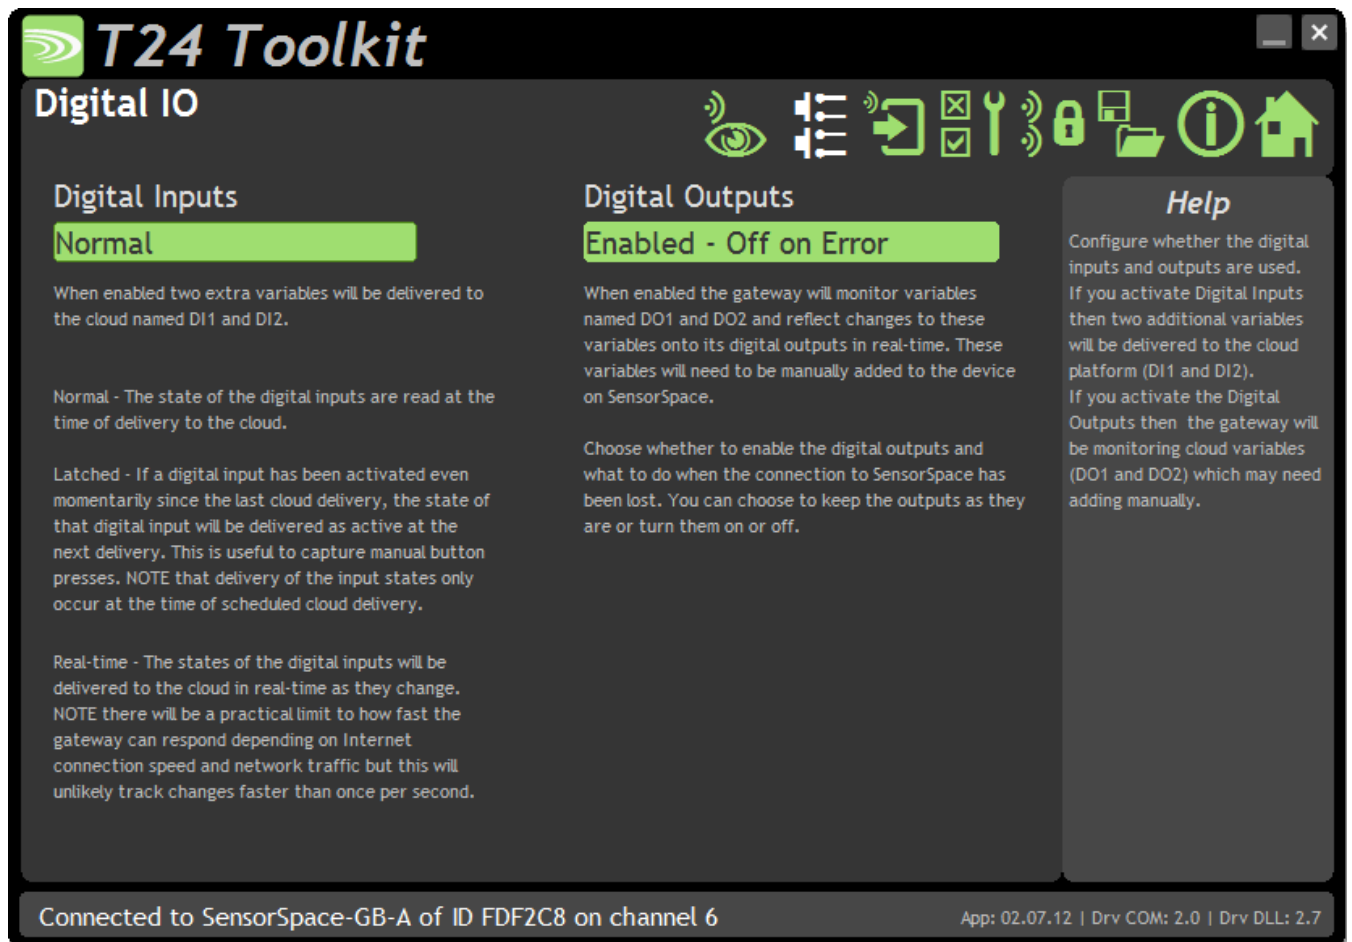 T24 Toolkit
Digital IO
Digital Inputs
Normal
When enabled two extra variables will be delivered to
the cloud named DI1 and DI2.
Normal - The state of the digital inputs are read at the
time of delivery to the cloud.
Latched - If a digital input has been activated even
momentarily since the last cloud delivery, the state of
that digital input will be delivered as active at the
next delivery. This is useful to capture manual button
presses. NOTE that delivery of the input states only
occur at the time of scheduled cloud delivery.
Real-time - The states of the digital inputs will be
delivered to the cloud in real-time as they change.
NOTE there will be a practical limit to how fast the
gateway can respond depending on Internet
connection speed and network traffic but this will
unlikely track changes faster than once per second.
Digital Outputs
Enabled - Off on Error
When enabled the gateway will monitor variables
named DO1 and DO2 and reflect changes to these
variables onto its digital outputs in real-time. These
variables will need to be manually added to the device
on SensorSpace.
Choose whether to enable the digital outputs and
what to do when the connection to SensorSpace has
been lost. You can choose to keep the outputs as they
are or turn them on or off.
Help
Configure whether the digital
inputs and outputs are used.
If you activate Digital Inputs
then two additional variables
will be delivered to the cloud
platform (DI1 and DI2).
If you activate the Digital
Outputs then  the gateway will
be monitoring cloud variables
(DO1 and DO2) which may need
adding manually.
Connected to SensorSpace-GB-A of ID FDF2C8 on channel 6
App: 02.07.12 | Drv COM: 2.0 | Drv DLL: 2.7